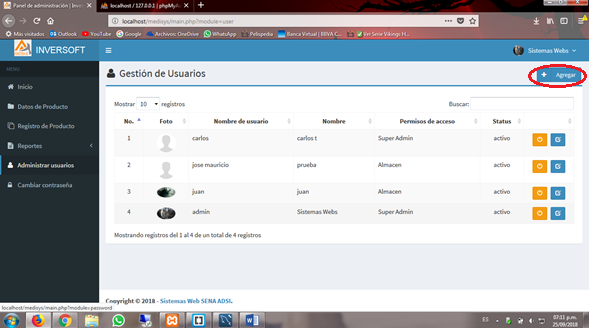 Panel de administración | Inver
localhost / 127.0.0.1 | phpMyA
localhost/medisys/main.php?module=user
Más visitados
Outlook
YouTube
Google
Archivos: OneDrive
WhatsApp
Pelispedia
Banca Virtual | BBVA C...
Ver Serie Vikings H...
INVERSOFT
Sistemas Webs
MENU
Inicio
Datos de Producto
Registro de Producto
Reportes
Administrar usuarios
Cambiar contraseña
Gestión de Usuarios
Agregar
Mostrar 10 registros
Buscar:
No. Foto Nombre de usuario Nombre Permisos de acceso Status
1 carlos carlos t Super Admin activo
2 jose mauricio prueba Almacen activo
3 juan juan Almacen activo
4 admin Sistemas Webs Super Admin activo
Mostrando registros del 1 al 4 de un total de 4 registros
Copyright © 2018 - Sistemas Web SENA ADSI.
localhost/medisys/main.php?module=password
ES
07:11 p.m.
25/09/2018